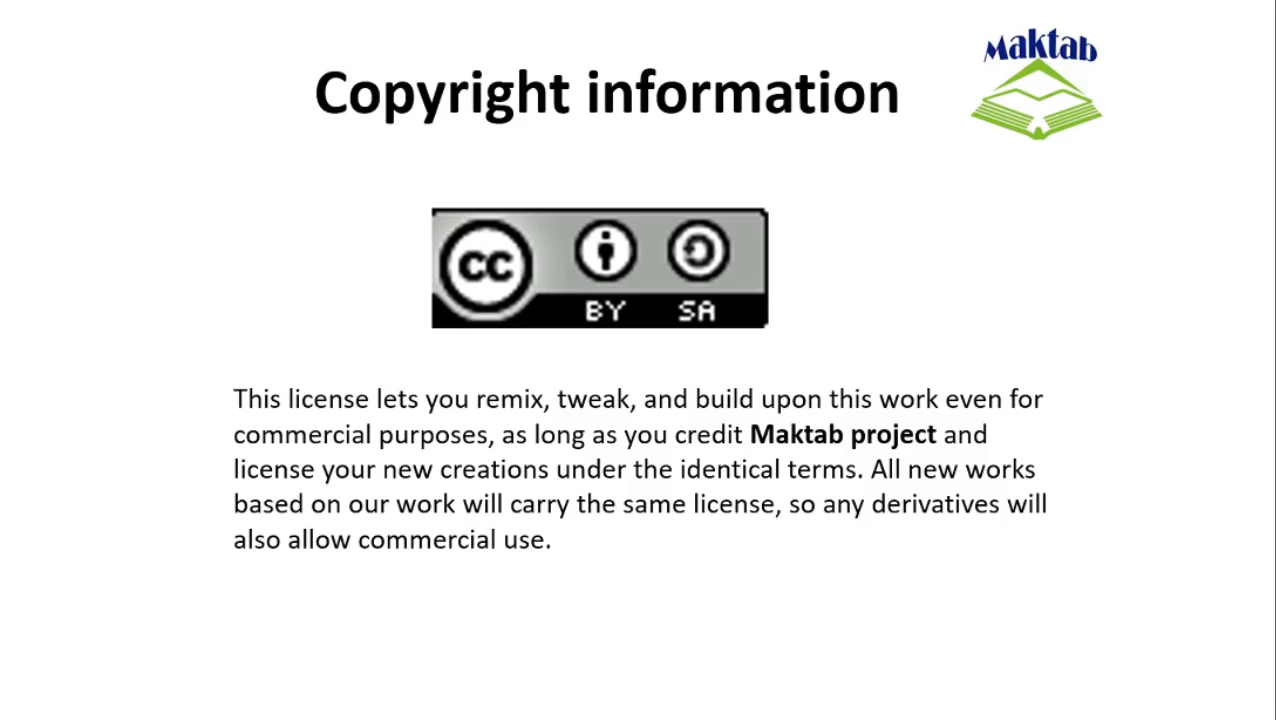 Maktab
Copyright information
CC
BY SA
This license lets you remix, tweak, and build upon this work even for
commercial purposes, as long as you credit Maktab project and
license your new creations under the identical terms. All new works
based on our work will carry the same license, so any derivatives will
also allow commercial use.